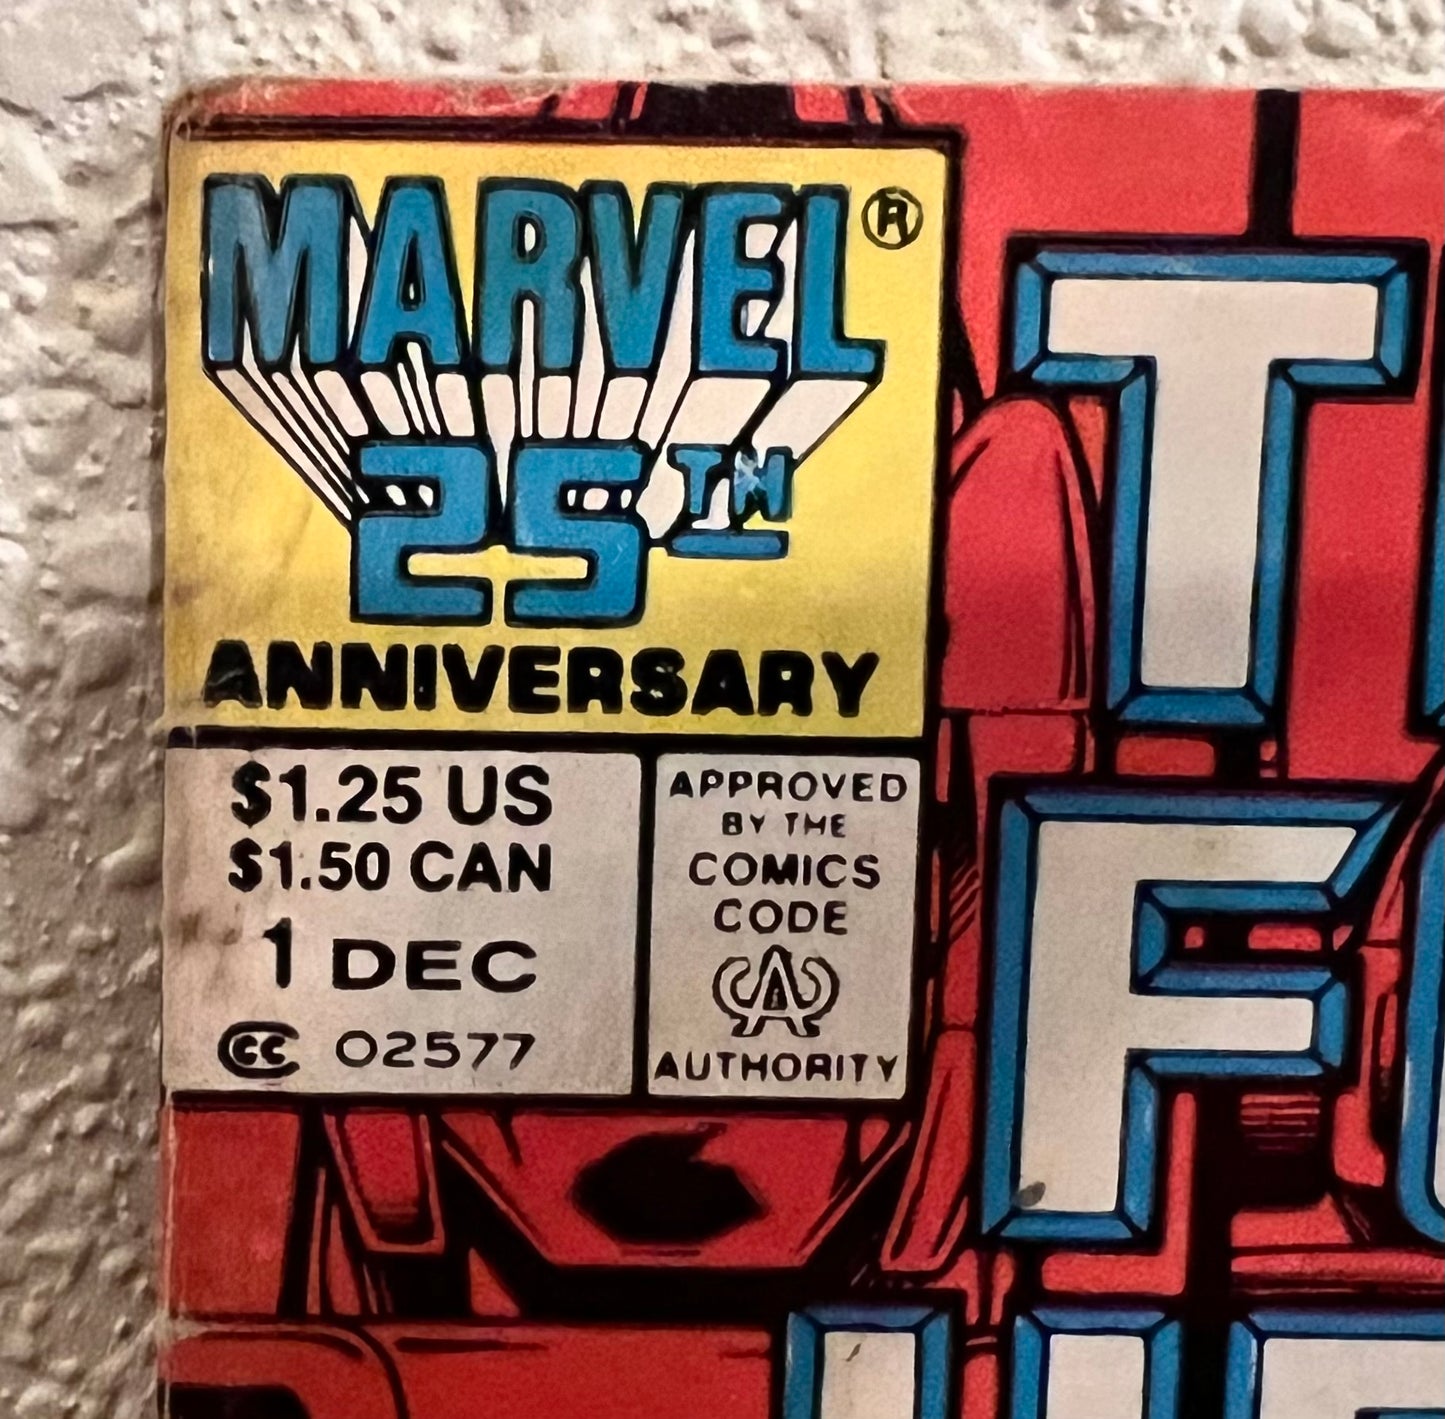 MARVEL®
25TH
ANNIVERSARY
$1.25 US
$1.50 CAN
1 DEC
CC 02577
APPROVED
BY THE
COMICS
CODE
CA
AUTHORITY
T
F